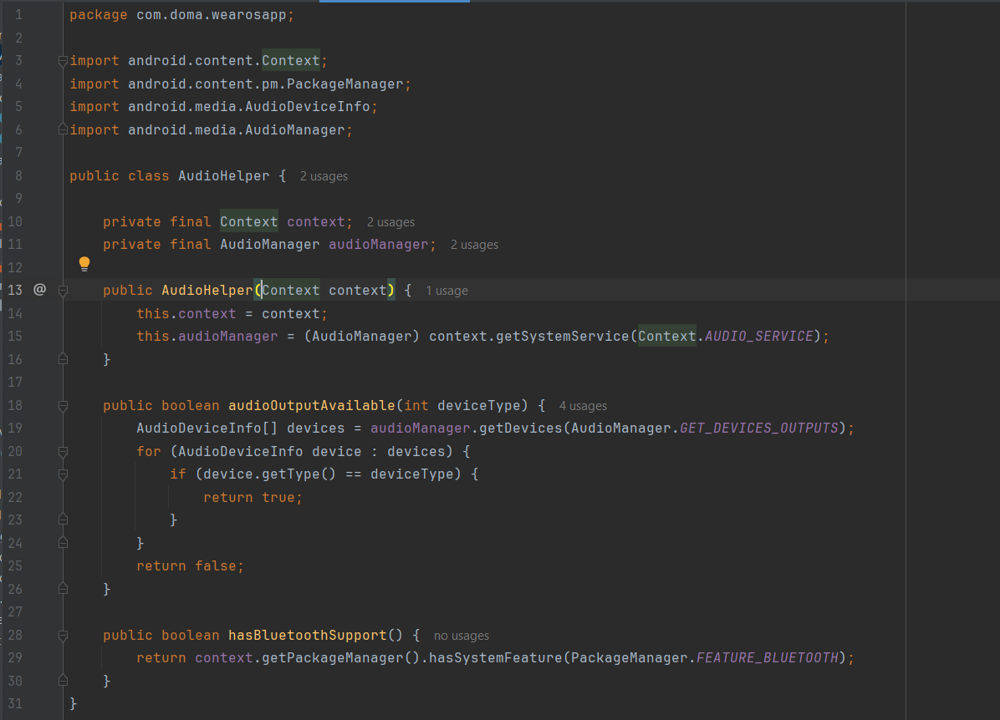 1 package com.doma.wearosapp;
2
3 import android.content.Context;
4 import android.content.pm.PackageManager;
5 import android.media.AudioDeviceInfo;
6 import android.media.AudioManager;
7
8 public class AudioHelper { 2 usages
9
10 private final Context context; 2 usages
11 private final AudioManager audioManager; 2 usages
12
13 @ public AudioHelper(Context context) { 1 usage
14 this.context = context;
15 this.audioManager = (AudioManager) context.getSystemService(Context.AUDIO_SERVICE);
16 }
17
18 public boolean audioOutputAvailable(int deviceType) { 4 usages
19 AudioDeviceInfo[] devices = audioManager.getDevices(AudioManager.GET_DEVICES_OUTPUTS);
20 for (AudioDeviceInfo device : devices) {
21 if (device.getType() == deviceType) {
22 return true;
23 }
24 }
25 return false;
26 }
27
28 public boolean hasBluetoothSupport() { no usages
29 return context.getPackageManager().hasSystemFeature(PackageManager.FEATURE_BLUETOOTH);
30 }
31 }